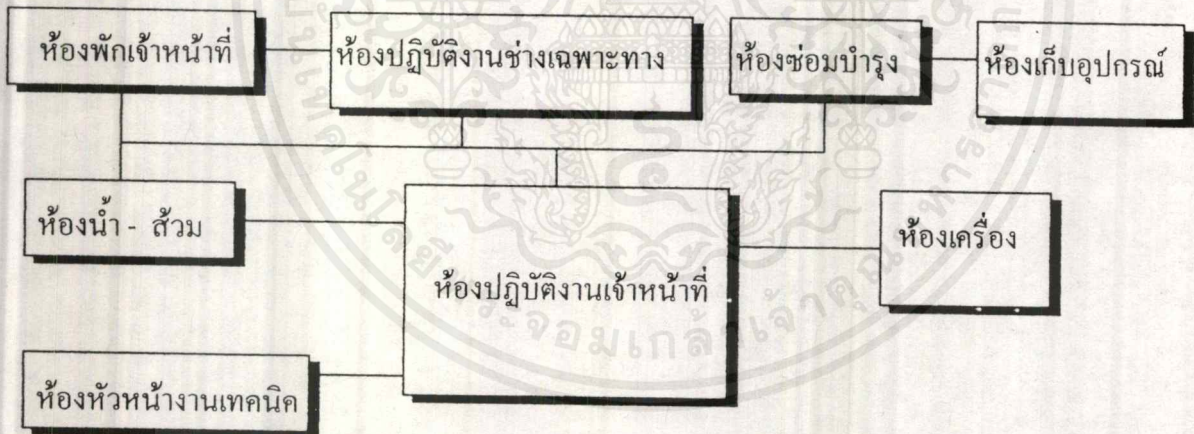 ห้องพักเจ้าหน้าที่
ห้องปฏิบัติงานช่างเฉพาะทาง
ห้องซ่อมบำรุง
ห้องเก็บอุปกรณ์
ห้องน้ำ - ส้วม
ห้องปฏิบัติงานเจ้าหน้าที่
ห้องเครื่อง
ห้องหัวหน้างานเทคนิค